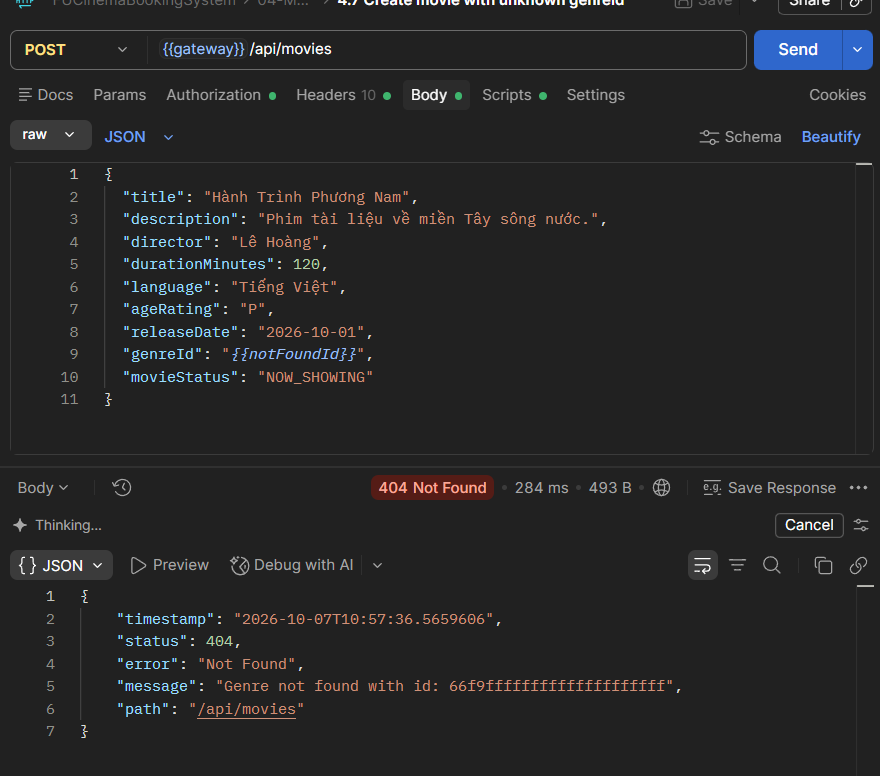 FUCinemaBookingSystem / 04-M... / 4.7 Create movie with unknown genreId Save Share
POST {{gateway}} /api/movies Send
Docs Params Authorization Headers 10 Body Scripts Settings Cookies
raw JSON Schema Beautify
1 {
2 "title": "Hành Trình Phương Nam",
3 "description": "Phim tài liệu về miền Tây sông nước.",
4 "director": "Lê Hoàng",
5 "durationMinutes": 120,
6 "language": "Tiếng Việt",
7 "ageRating": "P",
8 "releaseDate": "2026-10-01",
9 "genreId": "{{notFoundId}}",
10 "movieStatus": "NOW_SHOWING"
11 }
Body 404 Not Found 284 ms 493 B e.g. Save Response
Thinking... Cancel
{} JSON Preview Debug with AI
1 {
2 "timestamp": "2026-10-07T10:57:36.5659606",
3 "status": 404,
4 "error": "Not Found",
5 "message": "Genre not found with id: 66f9ffffffffffffffffffff",
6 "path": "/api/movies"
7 }